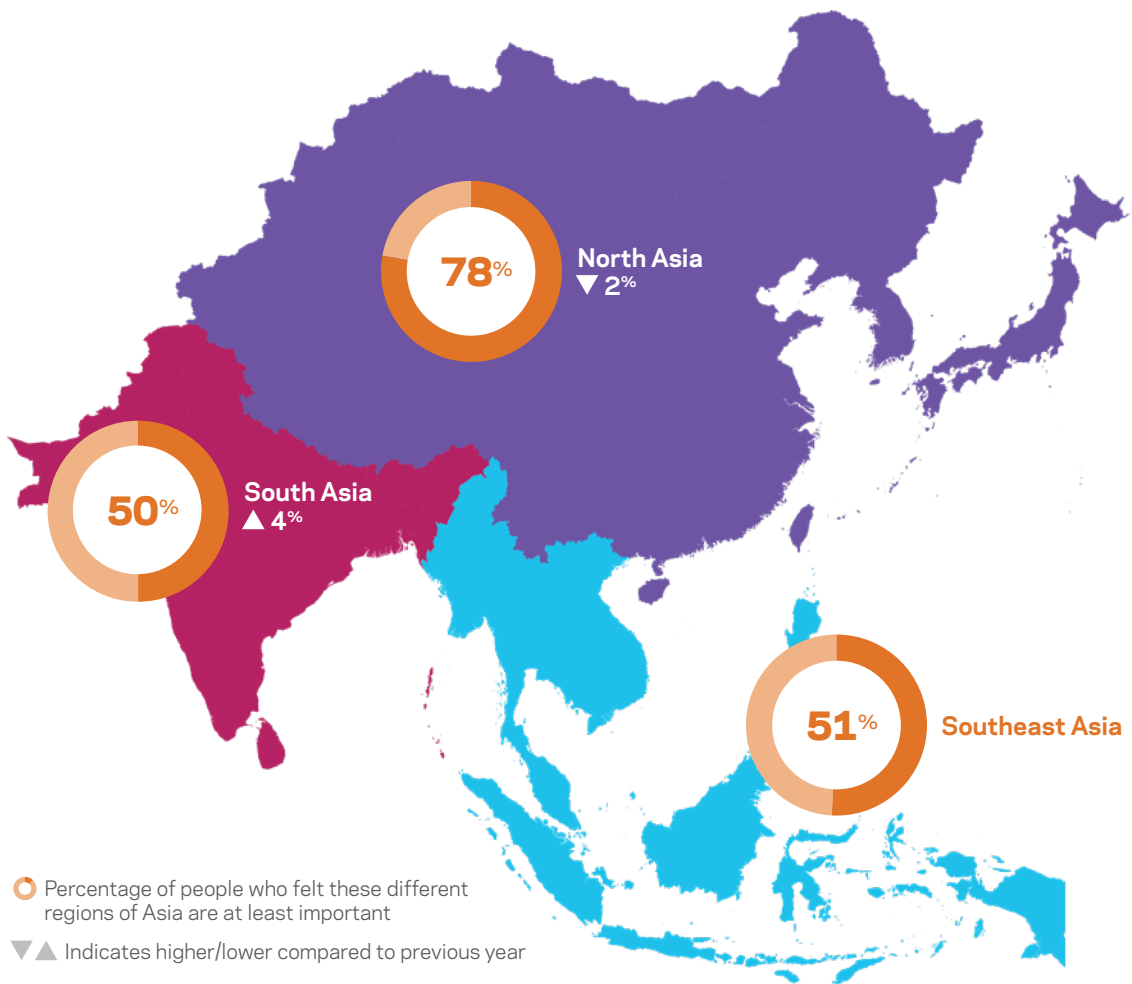 78%
North Asia
▼ 2%
50%
South Asia
▲ 4%
51%
Southeast Asia
Percentage of people who felt these different
regions of Asia are at least important
▼▲ Indicates higher/lower compared to previous year